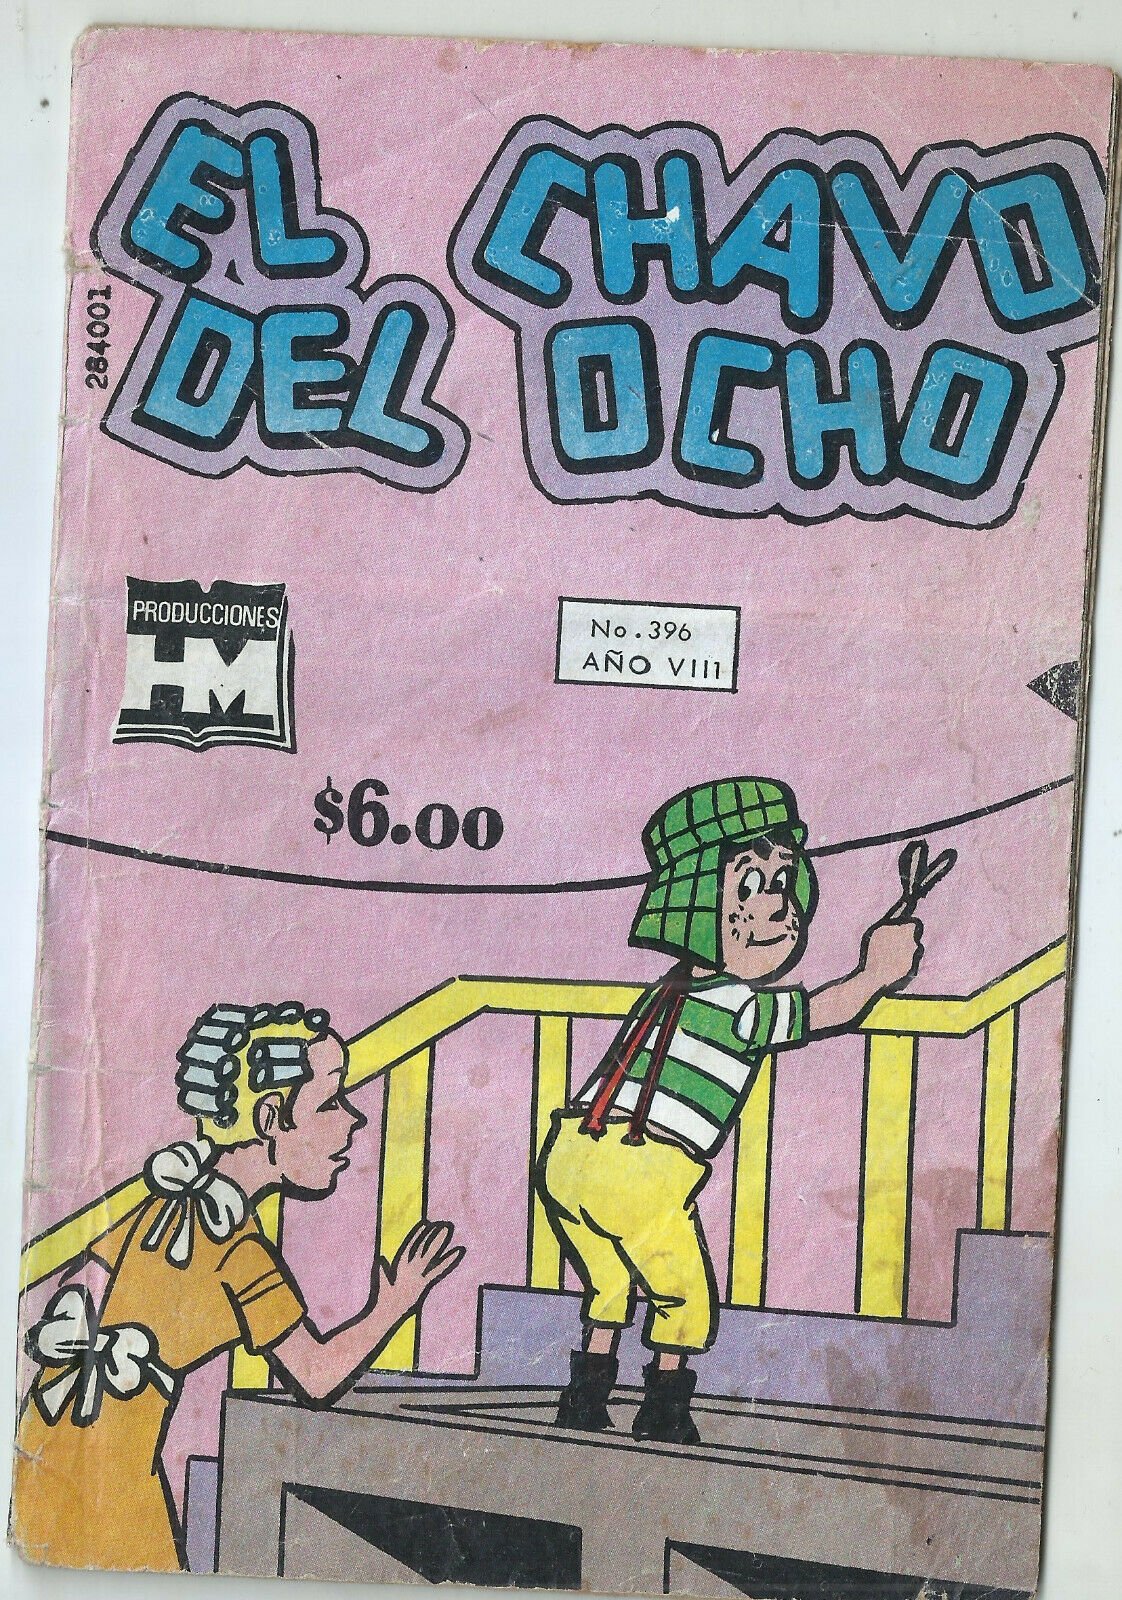 EL CHAVO
DEL OCHO
284001
PRODUCCIONES
HM
No. 396
AÑO VIII
$6.00